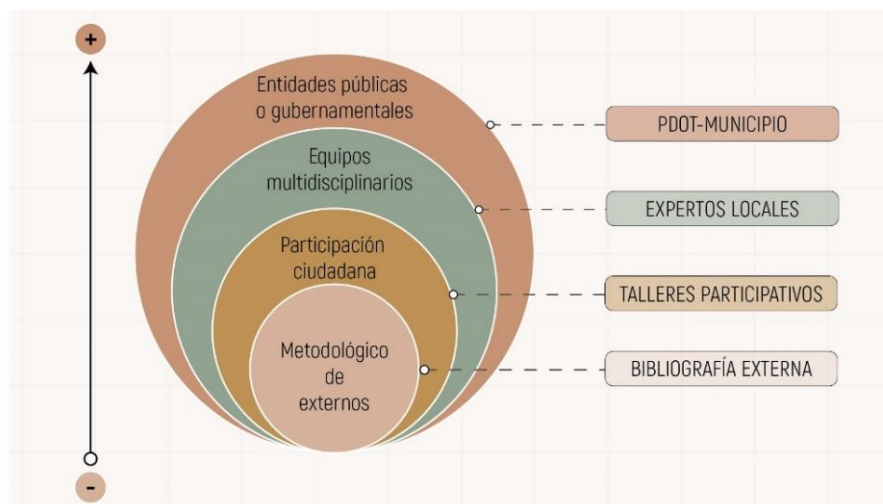 +
Entidades públicas
o gubernamentales
PDOT-MUNICIPIO
Equipos
multidisciplinarios
EXPERTOS LOCALES
Participación
ciudadana
TALLERES PARTICIPATIVOS
Metodológico
de
externos
BIBLIOGRAFÍA EXTERNA
-